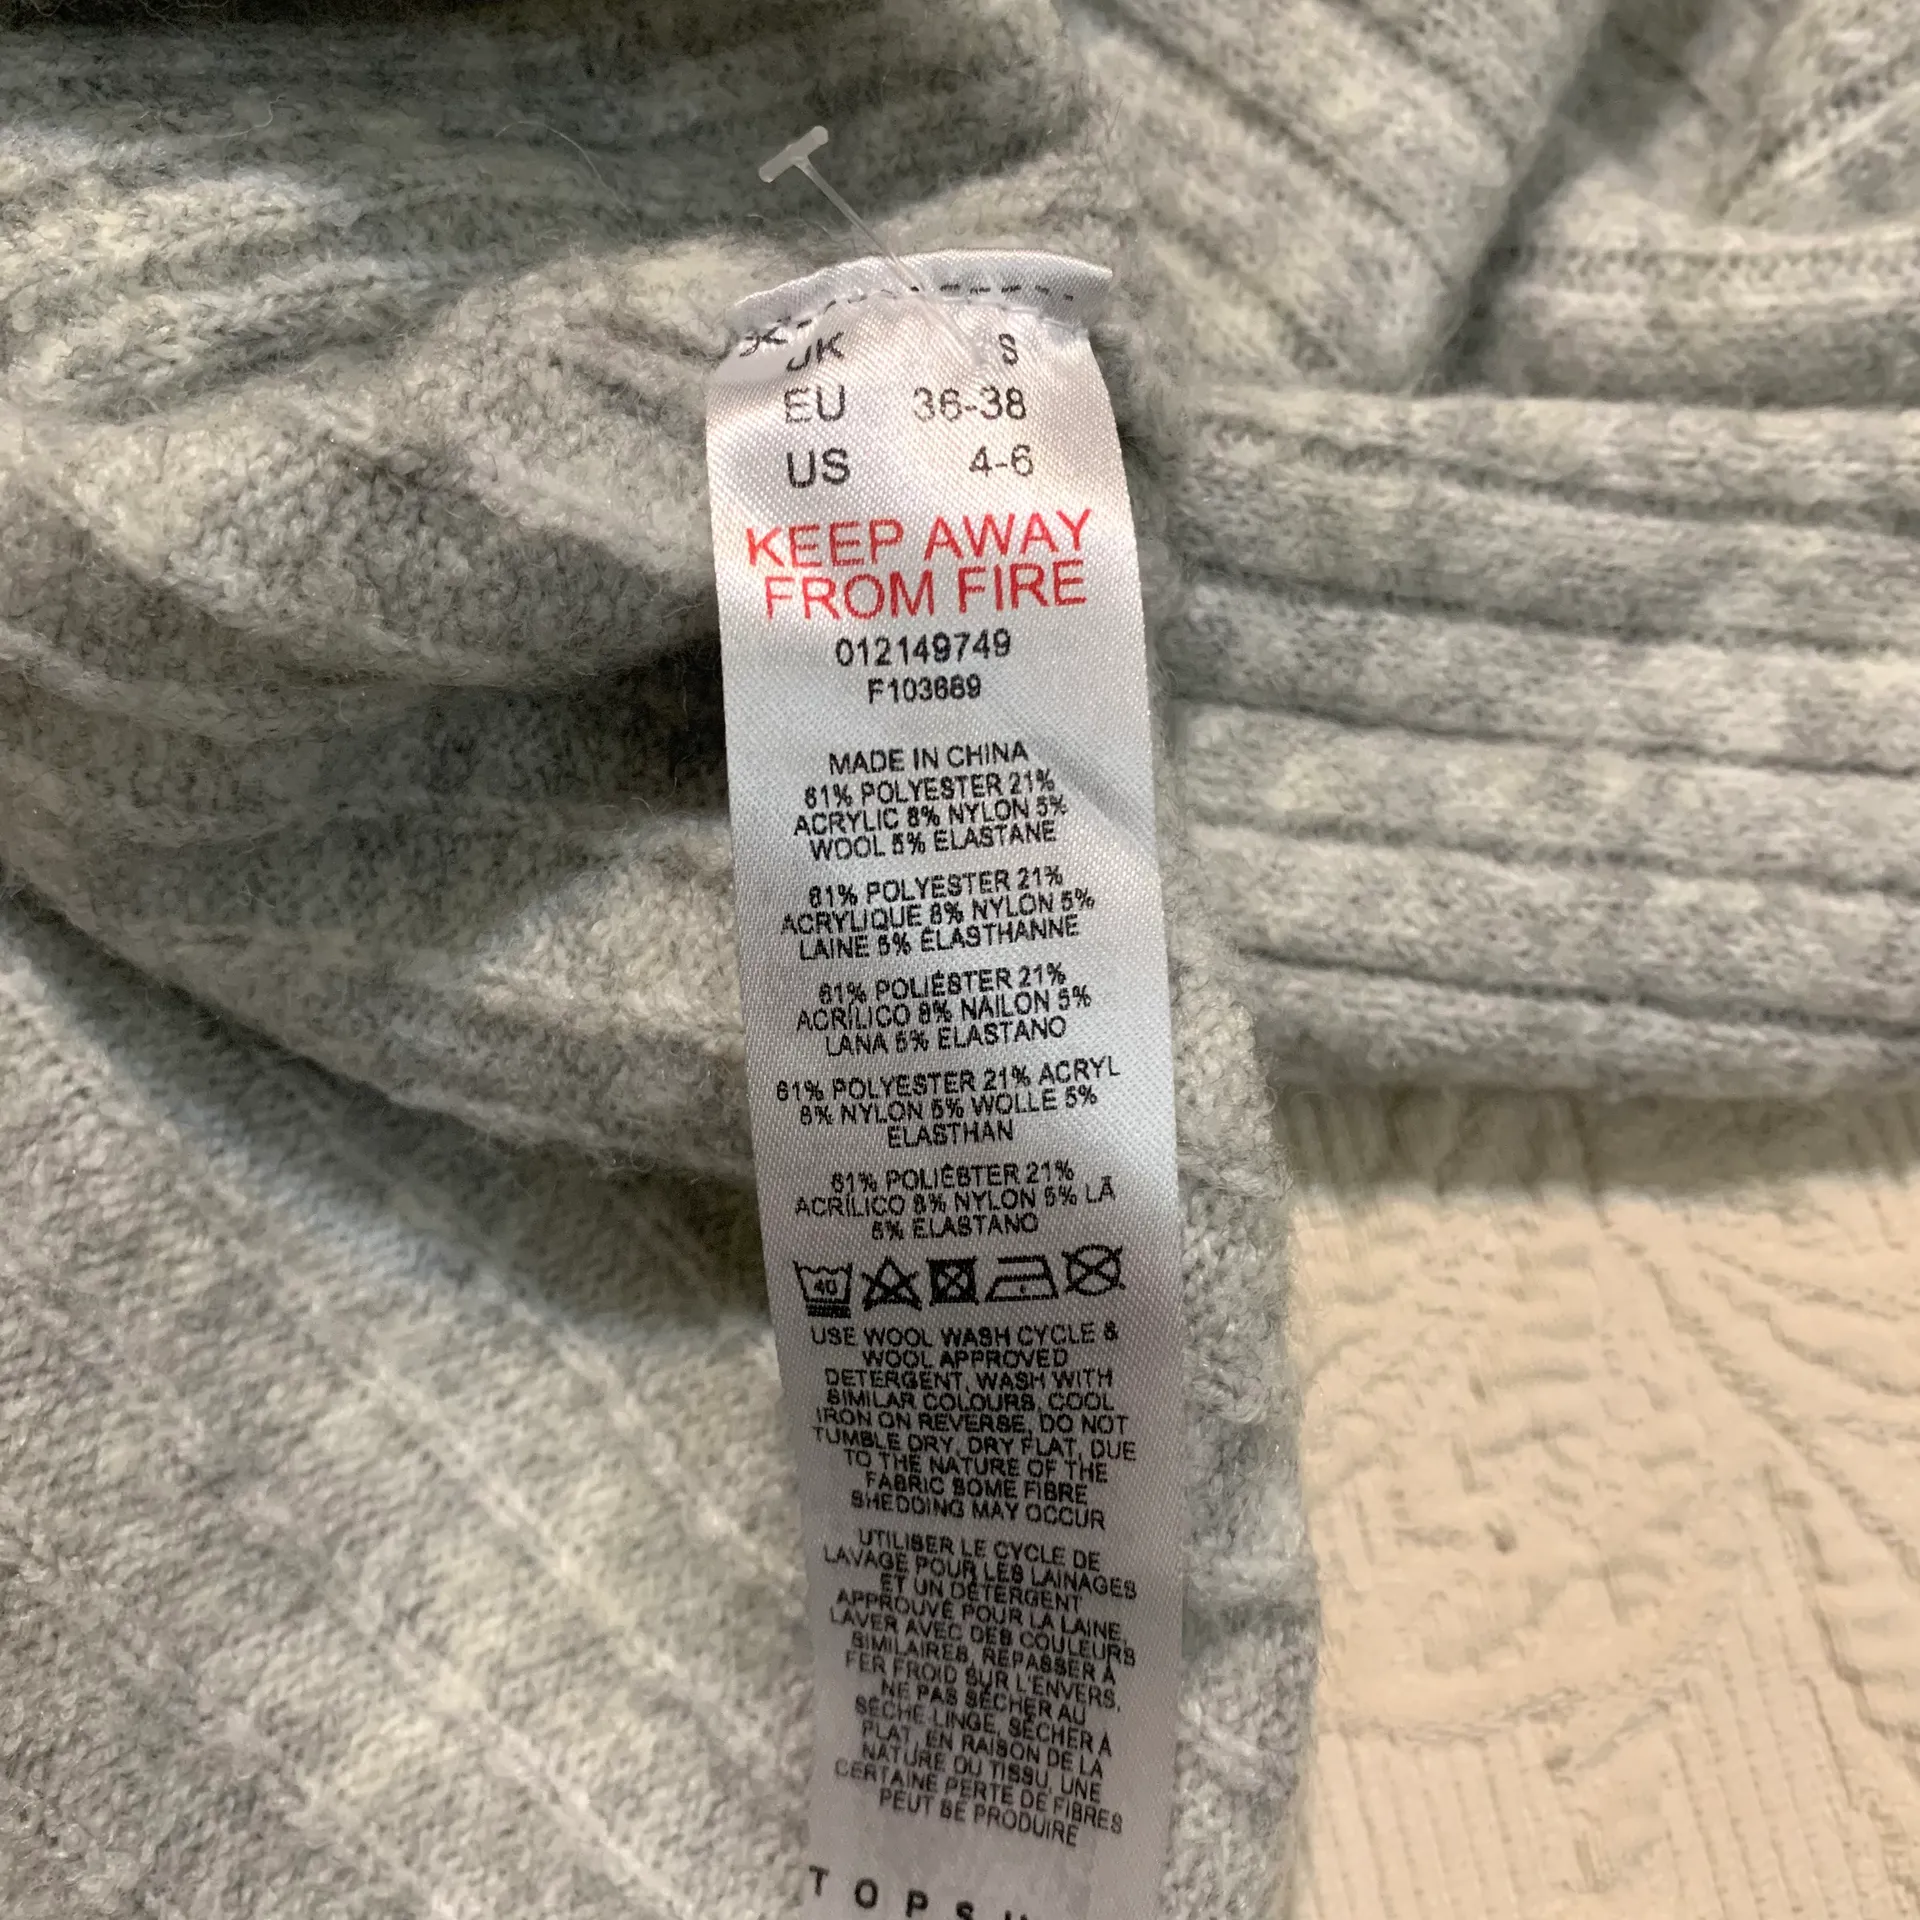 UK S
EU 36-38
US 4-6
KEEP AWAY
FROM FIRE
012149749
F103689
MADE IN CHINA
61% POLYESTER 21%
ACRYLIC 8% NYLON 5%
WOOL 5% ELASTANE
61% POLYESTER 21%
ACRYLIQUE 8% NYLON 5%
LAINE 5% ÉLASTHANNE
61% POLIÉSTER 21%
ACRÍLICO 8% NAILON 5%
LANA 5% ELASTANO
61% POLYESTER 21% ACRYL
8% NYLON 5% WOLLE 5%
ELASTHAN
61% POLIÉSTER 21%
ACRÍLICO 8% NYLON 5% LÃ
5% ELASTANO
40
USE WOOL WASH CYCLE &
WOOL APPROVED
DETERGENT, WASH WITH
SIMILAR COLOURS, COOL
IRON ON REVERSE, DO NOT
TUMBLE DRY, DRY FLAT, DUE
TO THE NATURE OF THE
FABRIC SOME FIBRE
SHEDDING MAY OCCUR
UTILISER LE CYCLE DE
LAVAGE POUR LES LAINAGES
ET UN DÉTERGENT
APPROUVÉ POUR LA LAINE,
LAVER AVEC DES COULEURS
SIMILAIRES, REPASSER À
FER FROID SUR L'ENVERS,
NE PAS SÉCHER AU
SÈCHE-LINGE, SÉCHER À
PLAT, EN RAISON DE LA
NATURE DU TISSU, UNE
CERTAINE PERTE DE FIBRES
PEUT SE PRODUIRE
TOPS